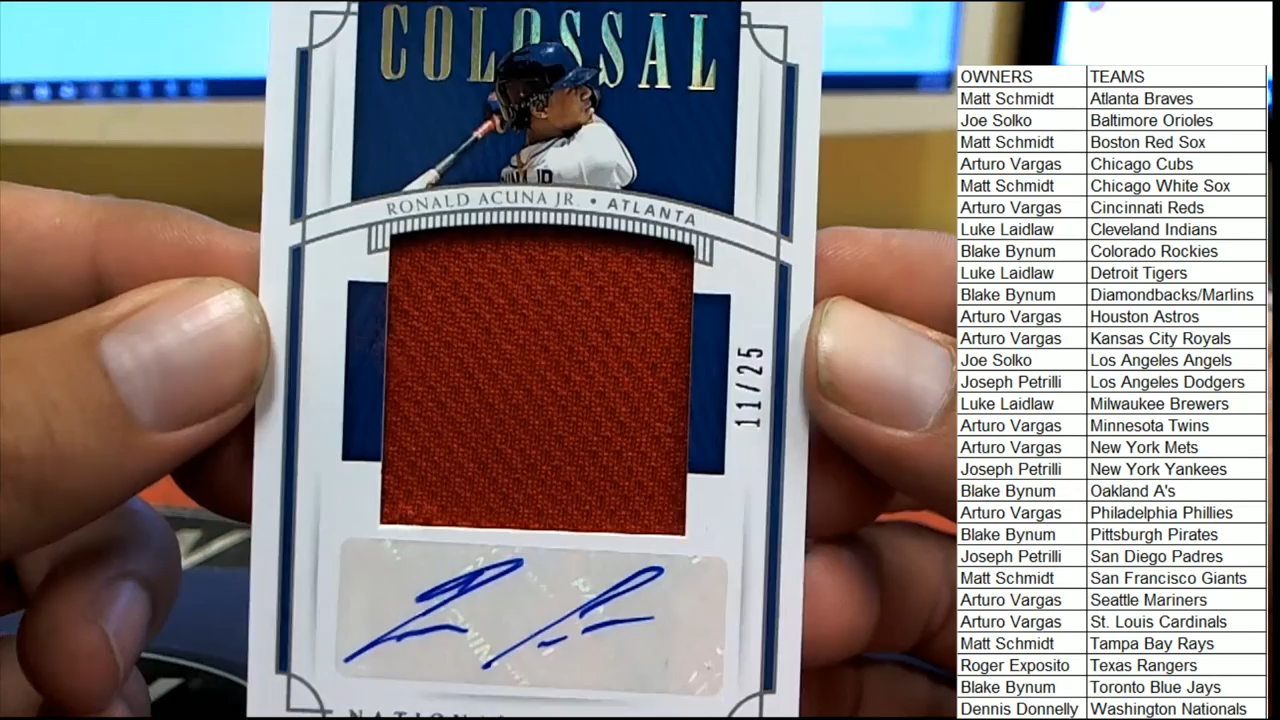 COLOSSAL
RONALD ACUNA JR. • ATLANTA
11/25
OWNERS TEAMS
Matt Schmidt Atlanta Braves
Joe Solko Baltimore Orioles
Matt Schmidt Boston Red Sox
Arturo Vargas Chicago Cubs
Matt Schmidt Chicago White Sox
Arturo Vargas Cincinnati Reds
Luke Laidlaw Cleveland Indians
Blake Bynum Colorado Rockies
Luke Laidlaw Detroit Tigers
Blake Bynum Diamondbacks/Marlins
Arturo Vargas Houston Astros
Arturo Vargas Kansas City Royals
Joe Solko Los Angeles Angels
Joseph Petrilli Los Angeles Dodgers
Luke Laidlaw Milwaukee Brewers
Arturo Vargas Minnesota Twins
Arturo Vargas New York Mets
Joseph Petrilli New York Yankees
Blake Bynum Oakland A's
Arturo Vargas Philadelphia Phillies
Blake Bynum Pittsburgh Pirates
Joseph Petrilli San Diego Padres
Matt Schmidt San Francisco Giants
Arturo Vargas Seattle Mariners
Arturo Vargas St. Louis Cardinals
Matt Schmidt Tampa Bay Rays
Roger Exposito Texas Rangers
Blake Bynum Toronto Blue Jays
Dennis Donnelly Washington Nationals